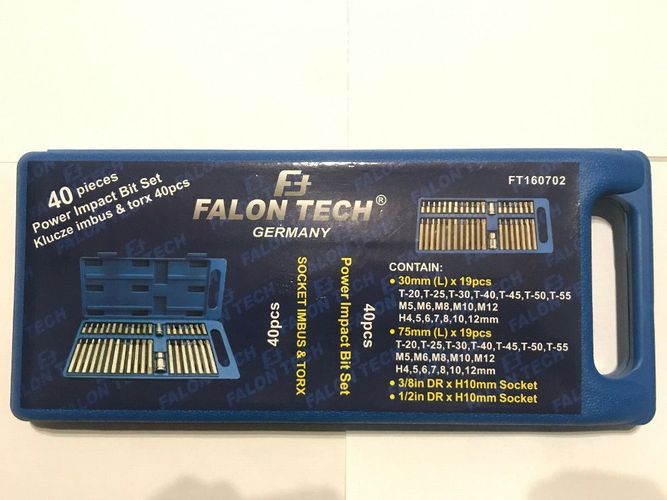 40 pieces
Power Impact Bit Set
Klucze imbus & torx 40pcs
FALON TECH®
GERMANY
FT160702
Power Impact Bit Set
40pcs
SOCKET IMBUS & TORX
40pcs
CONTAIN:
● 30mm (L) x 19pcs
T-20,T-25,T-30,T-40,T-45,T-50,T-55
M5,M6,M8,M10,M12
H4,5,6,7,8,10,12mm
● 75mm (L) x 19pcs
T-20,T-25,T-30,T-40,T-45,T-50,T-55
M5,M6,M8,M10,M12
H4,5,6,7,8,10,12mm
● 3/8in DR x H10mm Socket
● 1/2in DR x H10mm Socket